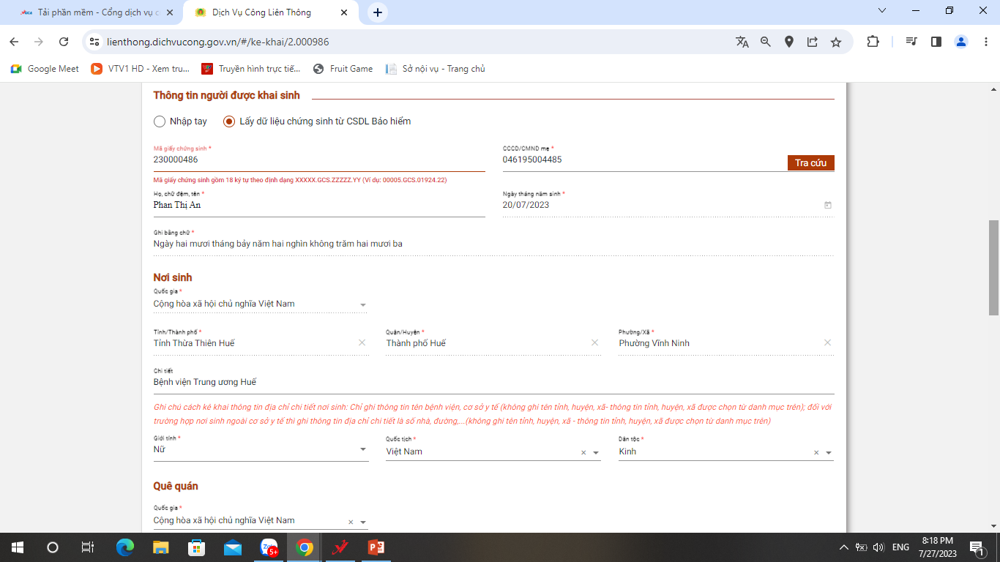 VGCA Tải phần mềm - Cổng dịch vụ c
Dịch Vụ Công Liên Thông
lienthong.dichvucong.gov.vn/#/ke-khai/2.000986
Google Meet VTV1 HD - Xem tru... Truyền hình trực tiế... Fruit Game Sở nội vụ - Trang chủ
Thông tin người được khai sinh
Nhập tay Lấy dữ liệu chứng sinh từ CSDL Bảo hiểm
Mã giấy chứng sinh * CCCD/CMND mẹ *
230000486 046195004485 Tra cứu
Mã giấy chứng sinh gồm 18 ký tự theo định dạng XXXXX.GCS.ZZZZZ.YY (Ví dụ: 00005.GCS.01924.22)
Họ, chữ đệm, tên * Ngày tháng năm sinh *
Phan Thị An 20/07/2023
Ghi bằng chữ *
Ngày hai mươi tháng bảy năm hai nghìn không trăm hai mươi ba
Nơi sinh
Quốc gia *
Cộng hòa xã hội chủ nghĩa Việt Nam
Tỉnh/Thành phố * Quận/Huyện * Phường/Xã *
Tỉnh Thừa Thiên Huế Thành phố Huế Phường Vĩnh Ninh
Chi tiết
Bệnh viện Trung ương Huế
Ghi chú cách kê khai thông tin địa chỉ chi tiết nơi sinh: Chỉ ghi thông tin tên bệnh viện, cơ sở y tế (không ghi tên tỉnh, huyện, xã- thông tin tỉnh, huyện, xã được chọn từ danh mục trên); đối với
trường hợp nơi sinh ngoài cơ sở y tế thì ghi thông tin địa chỉ chi tiết là số nhà, đường,...(không ghi tên tỉnh, huyện, xã - thông tin tỉnh, huyện, xã được chọn từ danh mục trên)
Giới tính * Quốc tịch * Dân tộc *
Nữ Việt Nam Kinh
Quê quán
Quốc gia *
Cộng hòa xã hội chủ nghĩa Việt Nam
5+
ENG 8:18 PM
7/27/2023 1